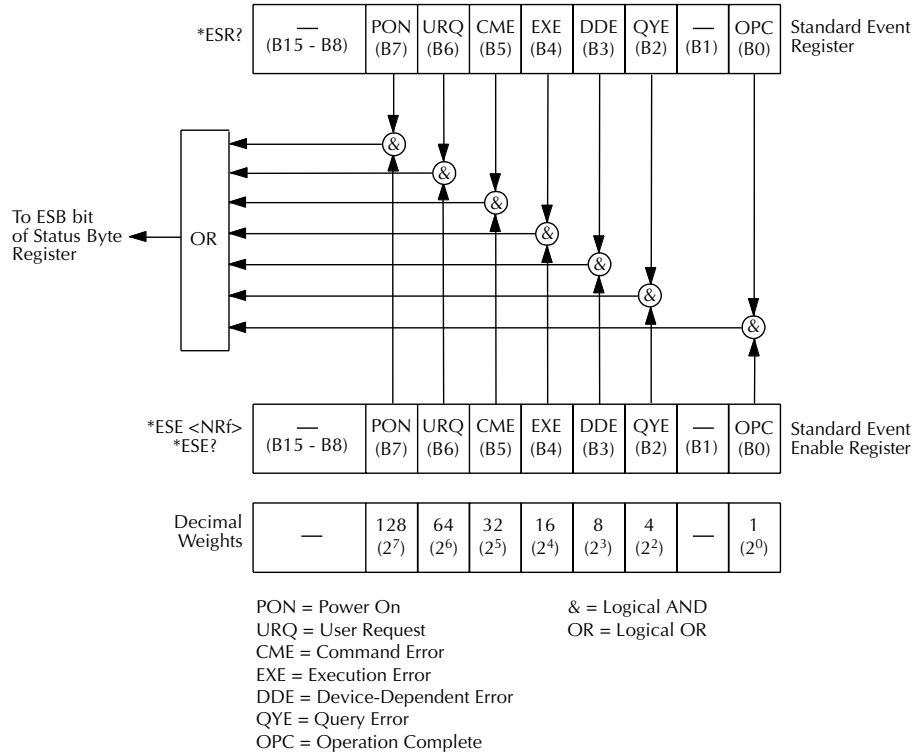 *ESR?
—
(B15 - B8)
PON
(B7)
URQ
(B6)
CME
(B5)
EXE
(B4)
DDE
(B3)
QYE
(B2)
—
(B1)
OPC
(B0)
Standard Event
Register
&
&
&
&
&
&
&
To ESB bit
of Status Byte
Register
OR
*ESE <NRf>
*ESE?
—
(B15 - B8)
PON
(B7)
URQ
(B6)
CME
(B5)
EXE
(B4)
DDE
(B3)
QYE
(B2)
—
(B1)
OPC
(B0)
Standard Event
Enable Register
Decimal
Weights
—
128
(2⁷)
64
(2⁶)
32
(2⁵)
16
(2⁴)
8
(2³)
4
(2²)
—
1
(2⁰)
PON = Power On
URQ = User Request
CME = Command Error
EXE = Execution Error
DDE = Device-Dependent Error
QYE = Query Error
OPC = Operation Complete
& = Logical AND
OR = Logical OR